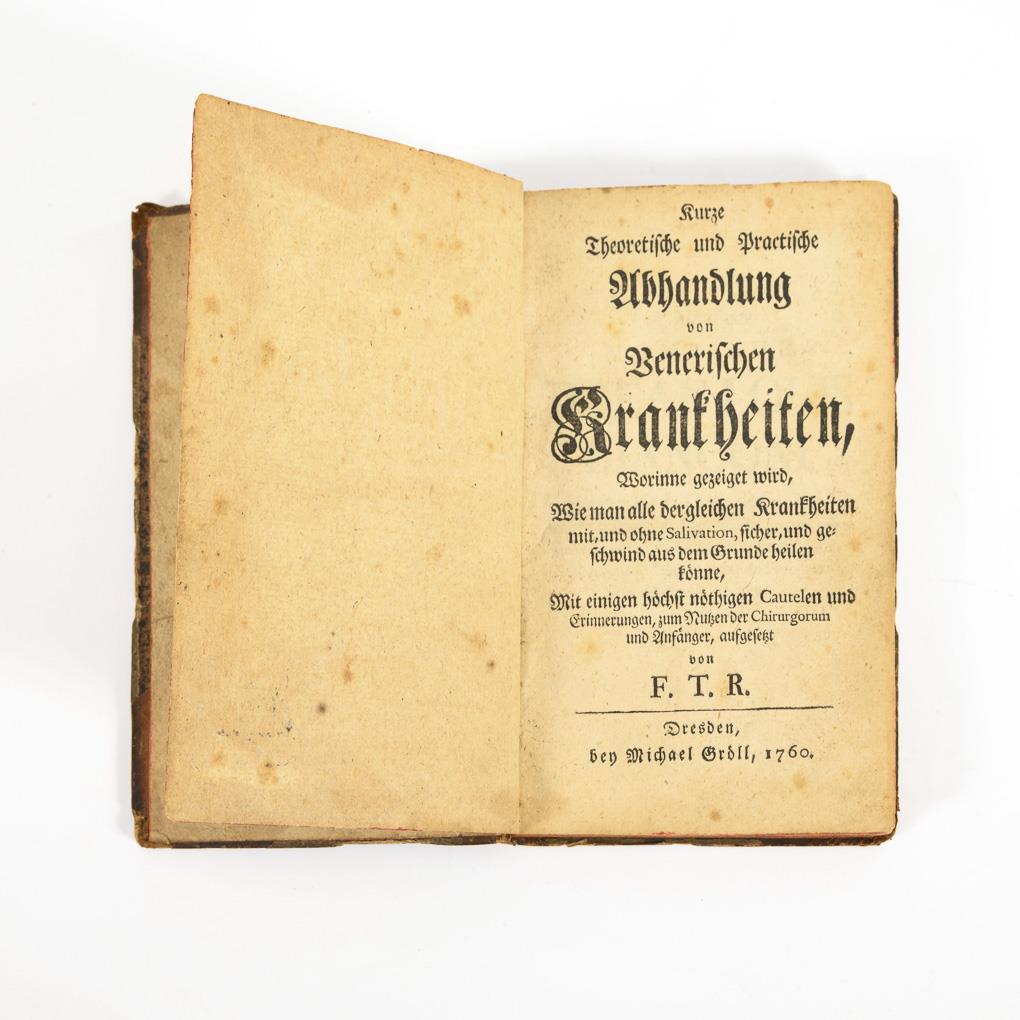 Kurze
Theoretische und Practische
Abhandlung
von
Venerischen
Krankheiten,
Worinne gezeiget wird,
Wie man alle dergleichen Krankheiten
mit, und ohne Salivation, sicher, und ge-
schwind aus dem Grunde heilen
könne,
Mit einigen höchst nöthigen Cautelen und
Erinnerungen, zum Nutzen der Chirurgorum
und Anfänger, aufgesetzt
von
F. T. R.
Dresden,
bey Michael Gröll, 1760.